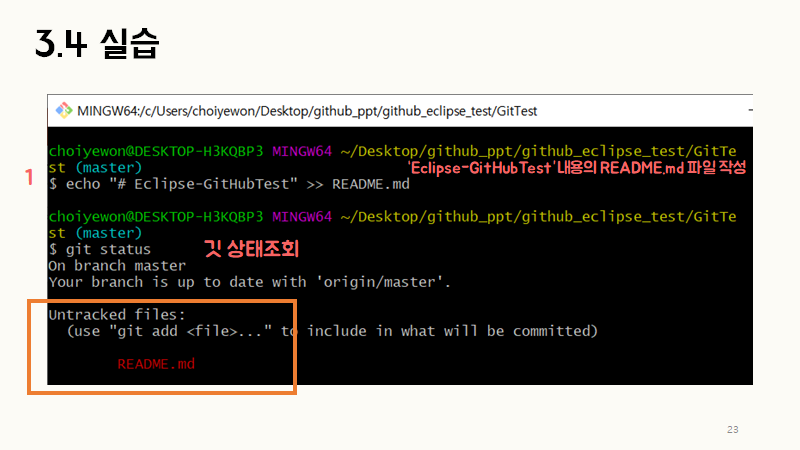 3.4 실습
MINGW64:/c/Users/choiyewon/Desktop/github_ppt/github_eclipse_test/GitTest
choiyewon@DESKTOP-H3KQBP3 MINGW64 ~/Desktop/github_ppt/github_eclipse_test/GitTe
st (master)
'Eclipse-GitHubTest'내용의 README.md 파일 작성
1
$ echo "# Eclipse-GitHubTest" >> README.md
choiyewon@DESKTOP-H3KQBP3 MINGW64 ~/Desktop/github_ppt/github_eclipse_test/GitTe
st (master)
$ git status
깃 상태조회
On branch master
Your branch is up to date with 'origin/master'.
Untracked files:
(use "git add <file>..." to include in what will be committed)
README.md
23